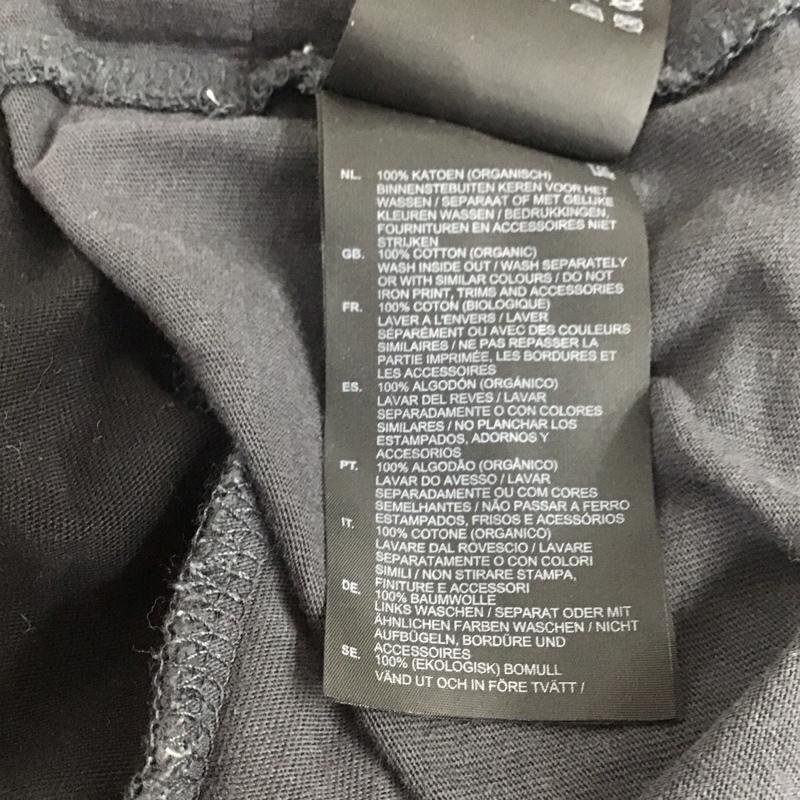 NL. 100% KATOEN (ORGANISCH)
BINNENSTEBUITEN KEREN VOOR HET
WASSEN / SEPARAAT OF MET GELIJKE
KLEUREN WASSEN / BEDRUKKINGEN,
FOURNITUREN EN ACCESSOIRES NIET
STRIJKEN
GB. 100% COTTON (ORGANIC)
WASH INSIDE OUT / WASH SEPARATELY
OR WITH SIMILAR COLOURS / DO NOT
IRON PRINT, TRIMS AND ACCESSORIES
FR. 100% COTON (BIOLOGIQUE)
LAVER A L'ENVERS / LAVER
SÉPARÉMENT OU AVEC DES COULEURS
SIMILAIRES / NE PAS REPASSER LA
PARTIE IMPRIMÉE, LES BORDURES ET
LES ACCESSOIRES
ES. 100% ALGODÓN (ORGÁNICO)
LAVAR DEL REVES / LAVAR
SEPARADAMENTE O CON COLORES
SIMILARES / NO PLANCHAR LOS
ESTAMPADOS, ADORNOS Y
ACCESORIOS
PT. 100% ALGODÃO (ORGÂNICO)
LAVAR DO AVESSO / LAVAR
SEPARADAMENTE OU COM CORES
SEMELHANTES / NÃO PASSAR A FERRO
ESTAMPADOS, FRISOS E ACESSÓRIOS
IT. 100% COTONE (ORGANICO)
LAVARE DAL ROVESCIO / LAVARE
SEPARATAMENTE O CON COLORI
SIMILI / NON STIRARE STAMPA,
FINITURE E ACCESSORI
DE. 100% BAUMWOLLE
LINKS WASCHEN / SEPARAT ODER MIT
ÄHNLICHEN FARBEN WASCHEN / NICHT
AUFBÜGELN, BORDÜRE UND
ACCESSOIRES
SE. 100% (EKOLOGISK) BOMULL
VÄND UT OCH IN FÖRE TVÄTT /